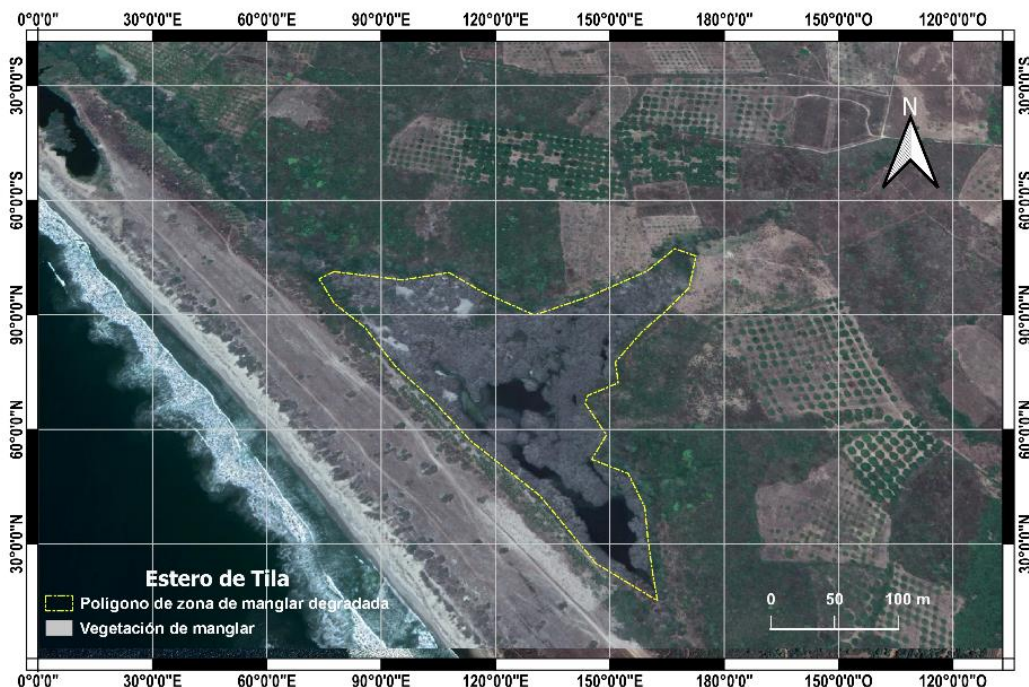 0°0'0" 30°0'0"E 60°0'0"E 90°0'0"E 120°0'0"E 150°0'0"E 180°0'0" 150°0'0"W 120°0'0"E
30°0'0"S 30°0'0"S
N
60°0'0"S 60°0'0"S
90°0'0"N 90°0'0"N
60°0'0"N 60°0'0"N
30°0'0"N 30°0'0"N
Estero de Tila
Polígono de zona de manglar degradada
Vegetación de manglar
0 50 100 m
0°0'0" 30°0'0"E 60°0'0"E 90°0'0"E 120°0'0"E 150°0'0"E 180°0'0" 150°0'0"W 120°0'0"E